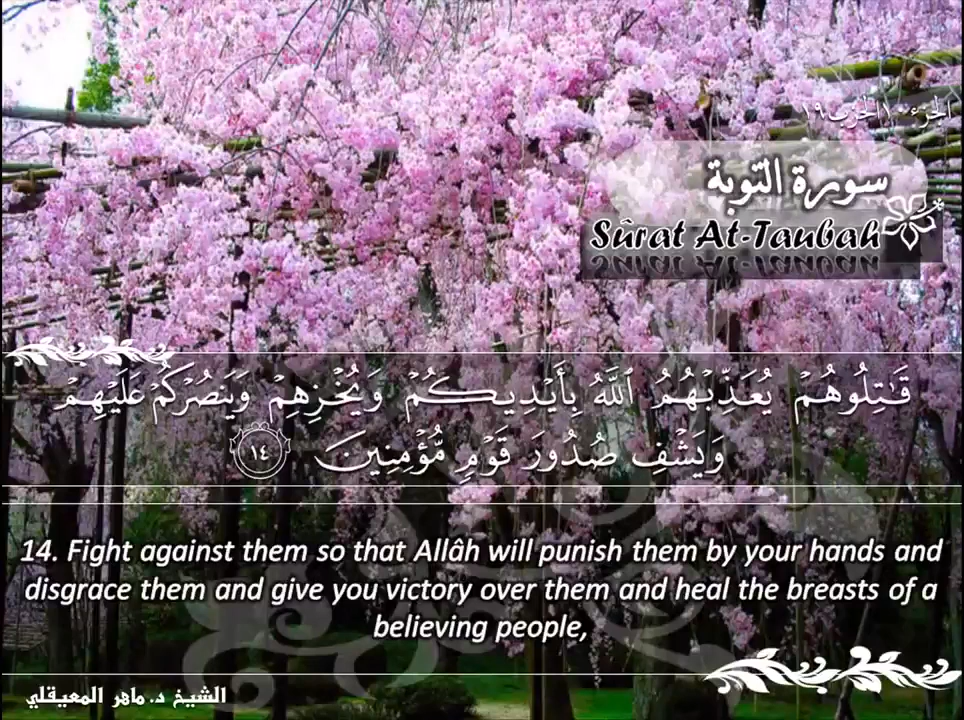 الجزء ١٠ الحزب ١٩
سورة التوبة
Sûrat At-Taubah
قَٰتِلُوهُمْ يُعَذِّبْهُمُ ٱللَّهُ بِأَيْدِيكُمْ وَيُخْزِهِمْ وَيَنصُرْكُمْ عَلَيْهِمْ
وَيَشْفِ صُدُورَ قَوْمٍ مُّؤْمِنِينَ ١٤
14. Fight against them so that Allâh will punish them by your hands and
disgrace them and give you victory over them and heal the breasts of a
believing people,
الشيخ د. ماهر المعيقلي